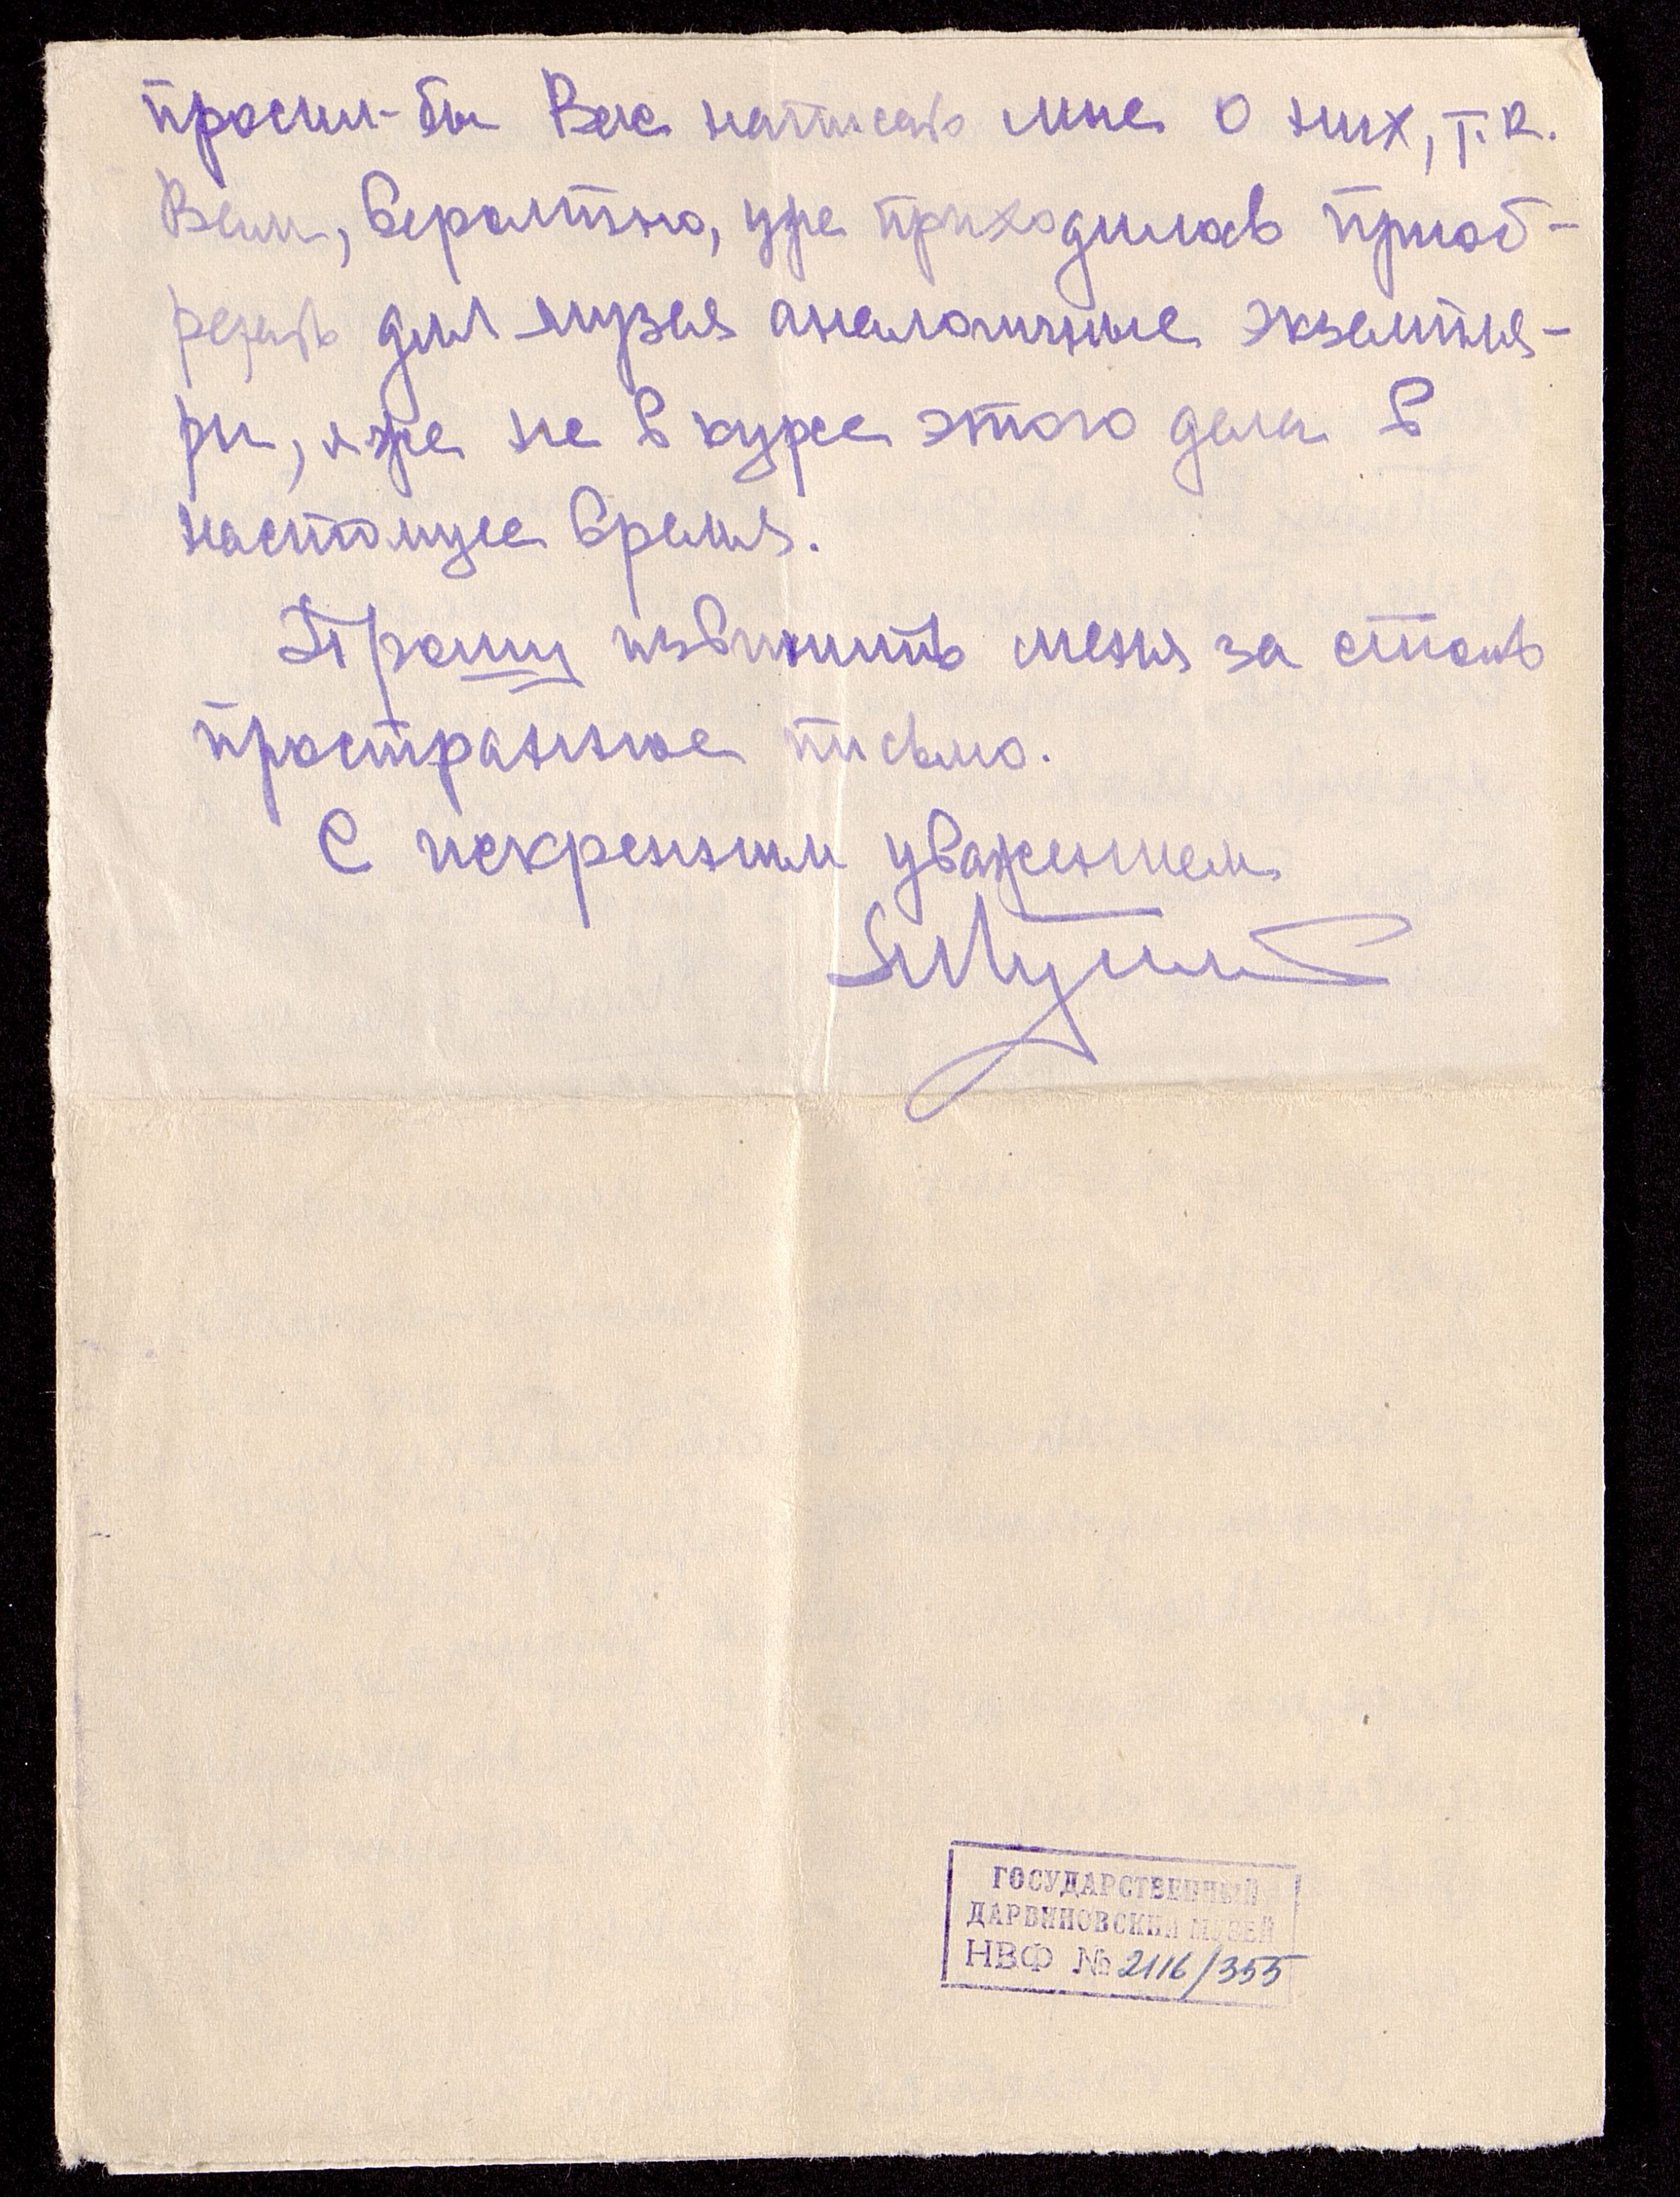 просил-бы Вас написать мне о них, т.к.
Вам, вероятно, уже приходилось приоб-
ретать для музея аналогичные экземпля-
ры, я же не в курсе этого дела в
настоящее время.
Прошу извинить меня за столь
пространное письмо.
С искренним уважением
ГОСУДАРСТВЕННЫЙ
ДАРВИНОВСКИЙ МУЗЕЙ
НВФ № 2116/355